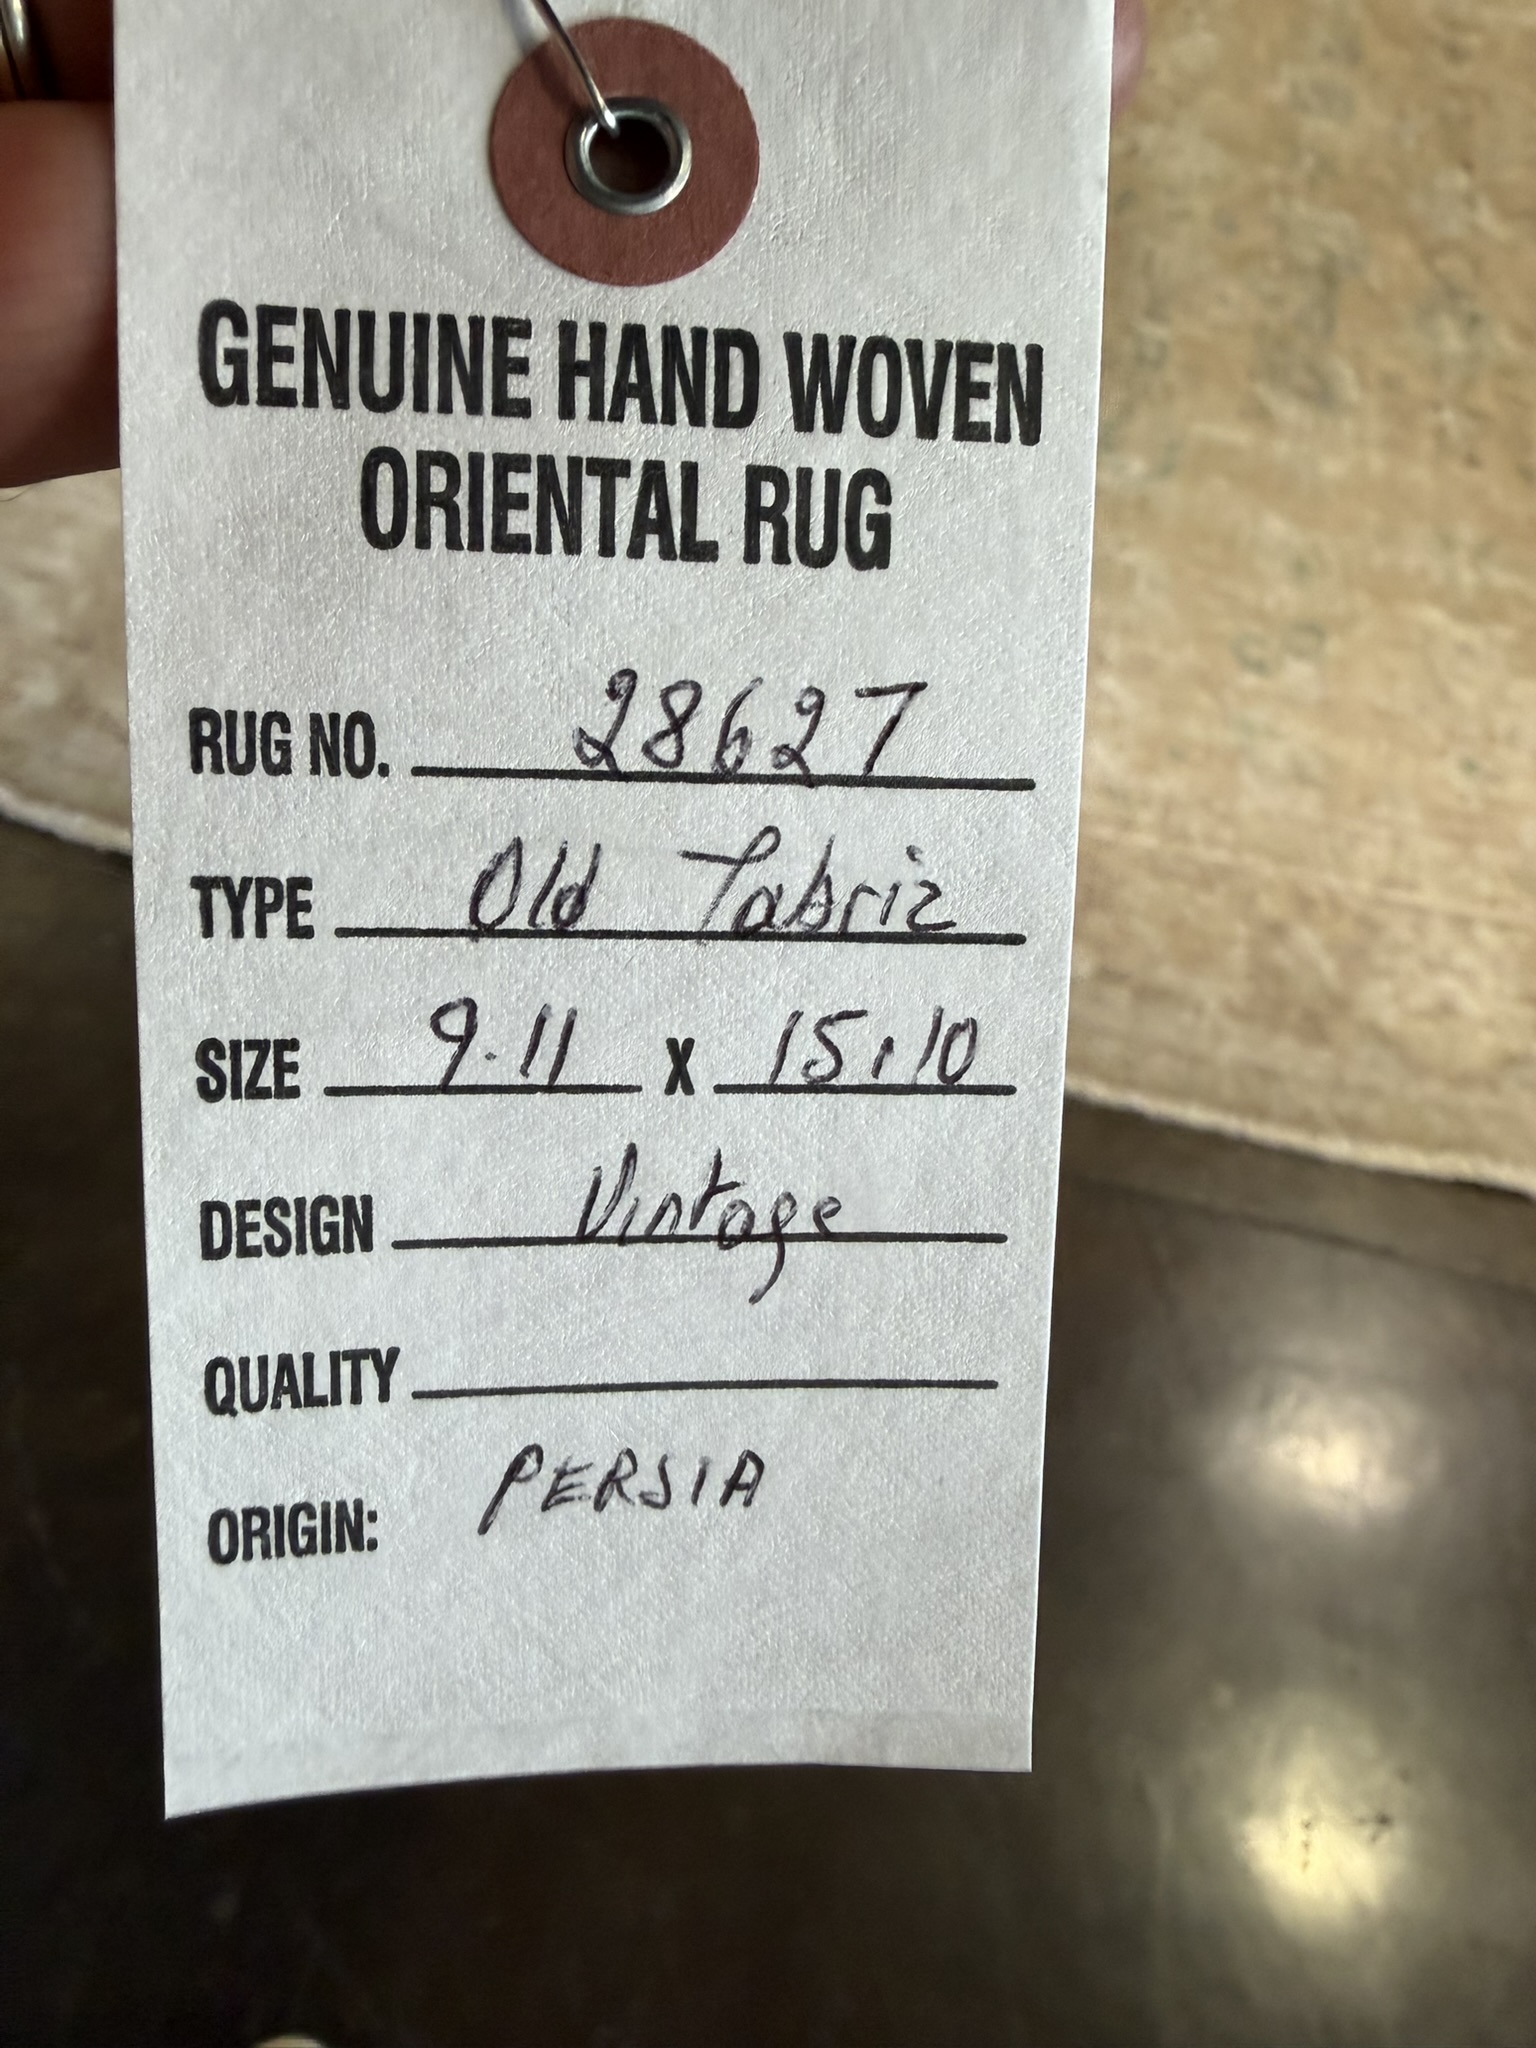 GENUINE HAND WOVEN
ORIENTAL RUG
RUG NO. 28627
TYPE Old Tabriz
SIZE 9.11 X 15.10
DESIGN Vintage
QUALITY
ORIGIN: PERSIA